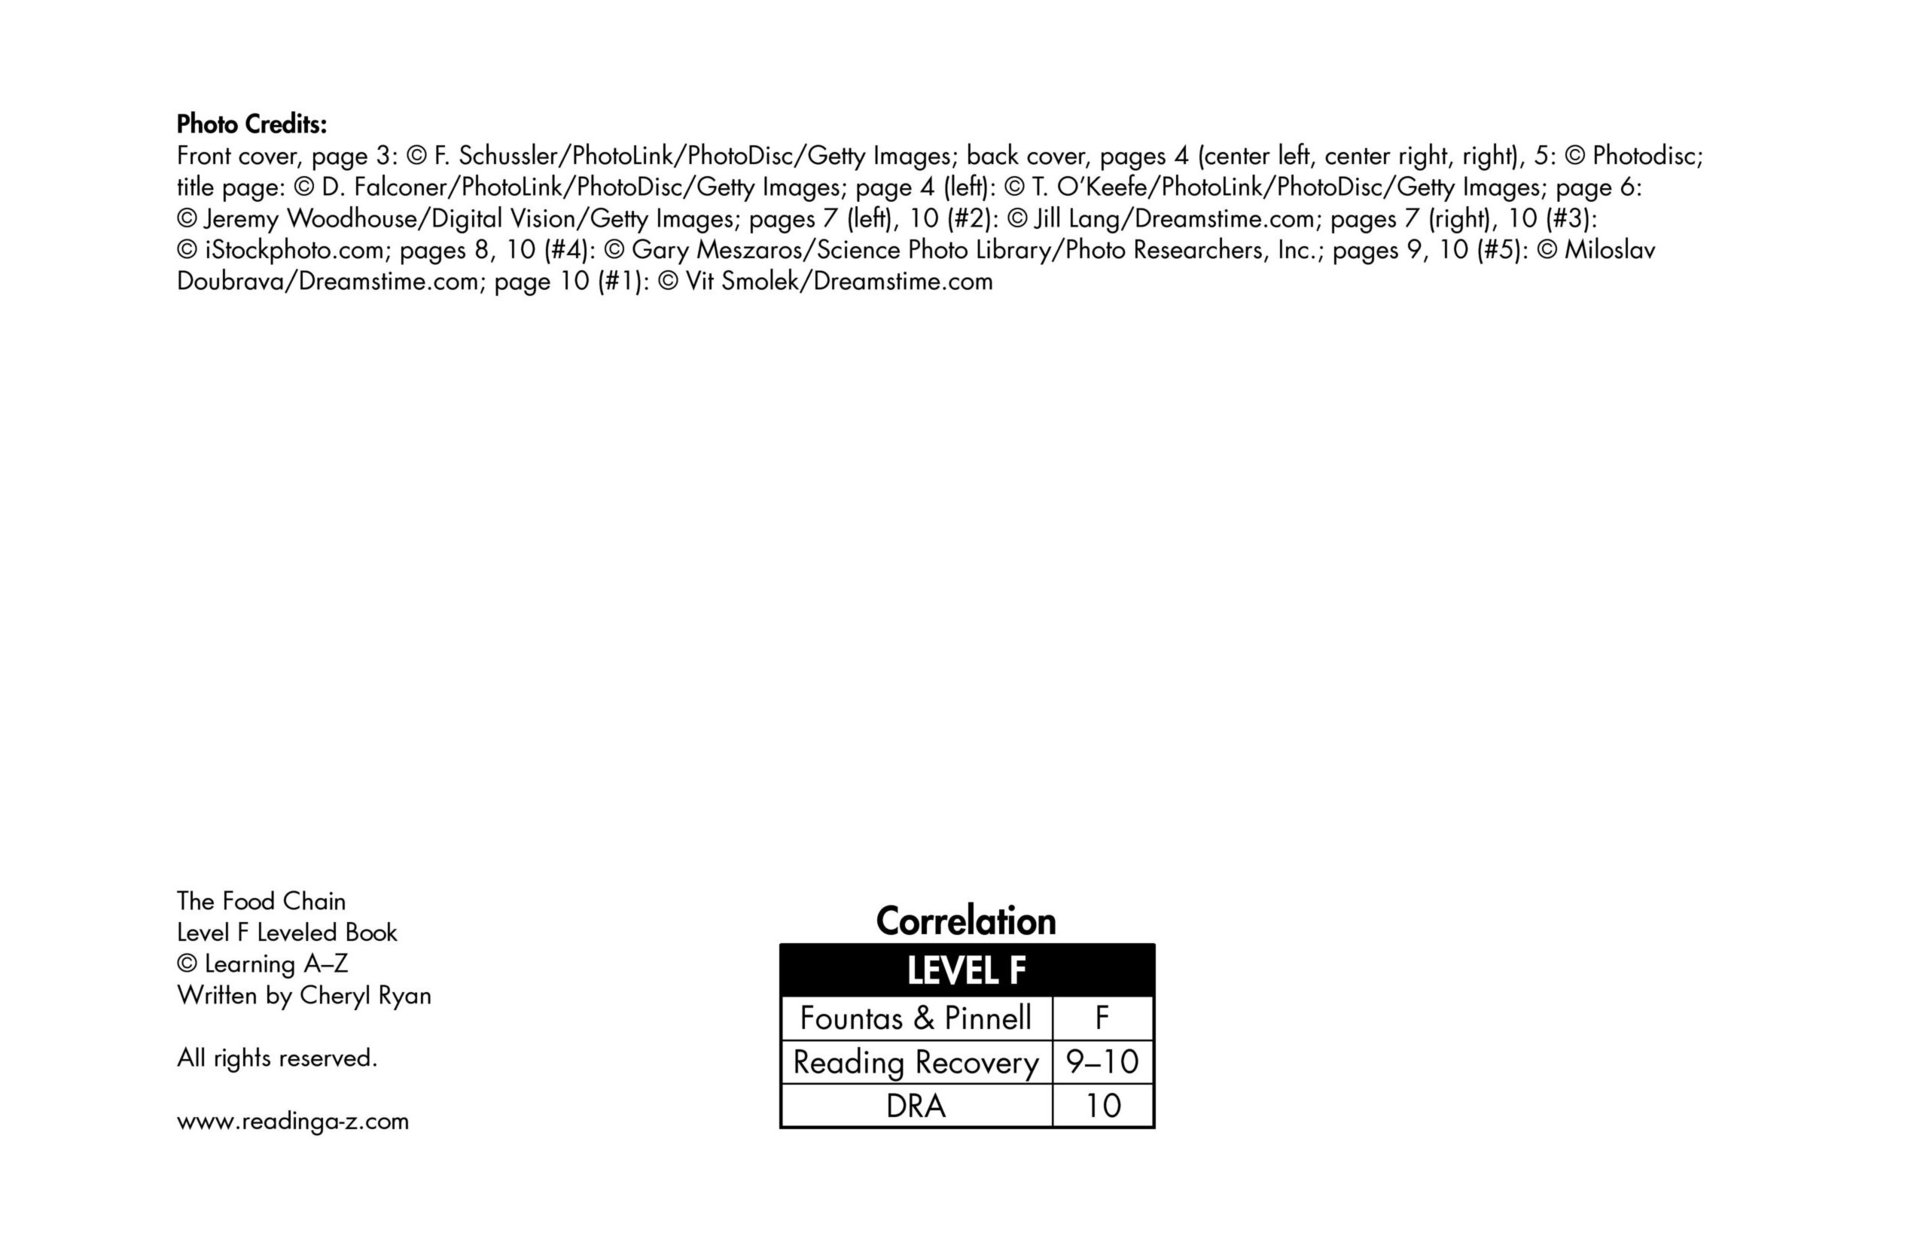 Photo Credits:
Front cover, page 3: © F. Schussler/PhotoLink/PhotoDisc/Getty Images; back cover, pages 4 (center left, center right, right), 5: © Photodisc;
title page: © D. Falconer/PhotoLink/PhotoDisc/Getty Images; page 4 (left): © T. O'Keefe/PhotoLink/PhotoDisc/Getty Images; page 6:
© Jeremy Woodhouse/Digital Vision/Getty Images; pages 7 (left), 10 (#2): © Jill Lang/Dreamstime.com; pages 7 (right), 10 (#3):
© iStockphoto.com; pages 8, 10 (#4): © Gary Meszaros/Science Photo Library/Photo Researchers, Inc.; pages 9, 10 (#5): © Miloslav
Doubrava/Dreamstime.com; page 10 (#1): © Vit Smolek/Dreamstime.com
The Food Chain
Level F Leveled Book
© Learning A–Z
Written by Cheryl Ryan
All rights reserved.
www.readinga-z.com
Correlation
LEVEL F
Fountas & Pinnell F
Reading Recovery 9–10
DRA 10